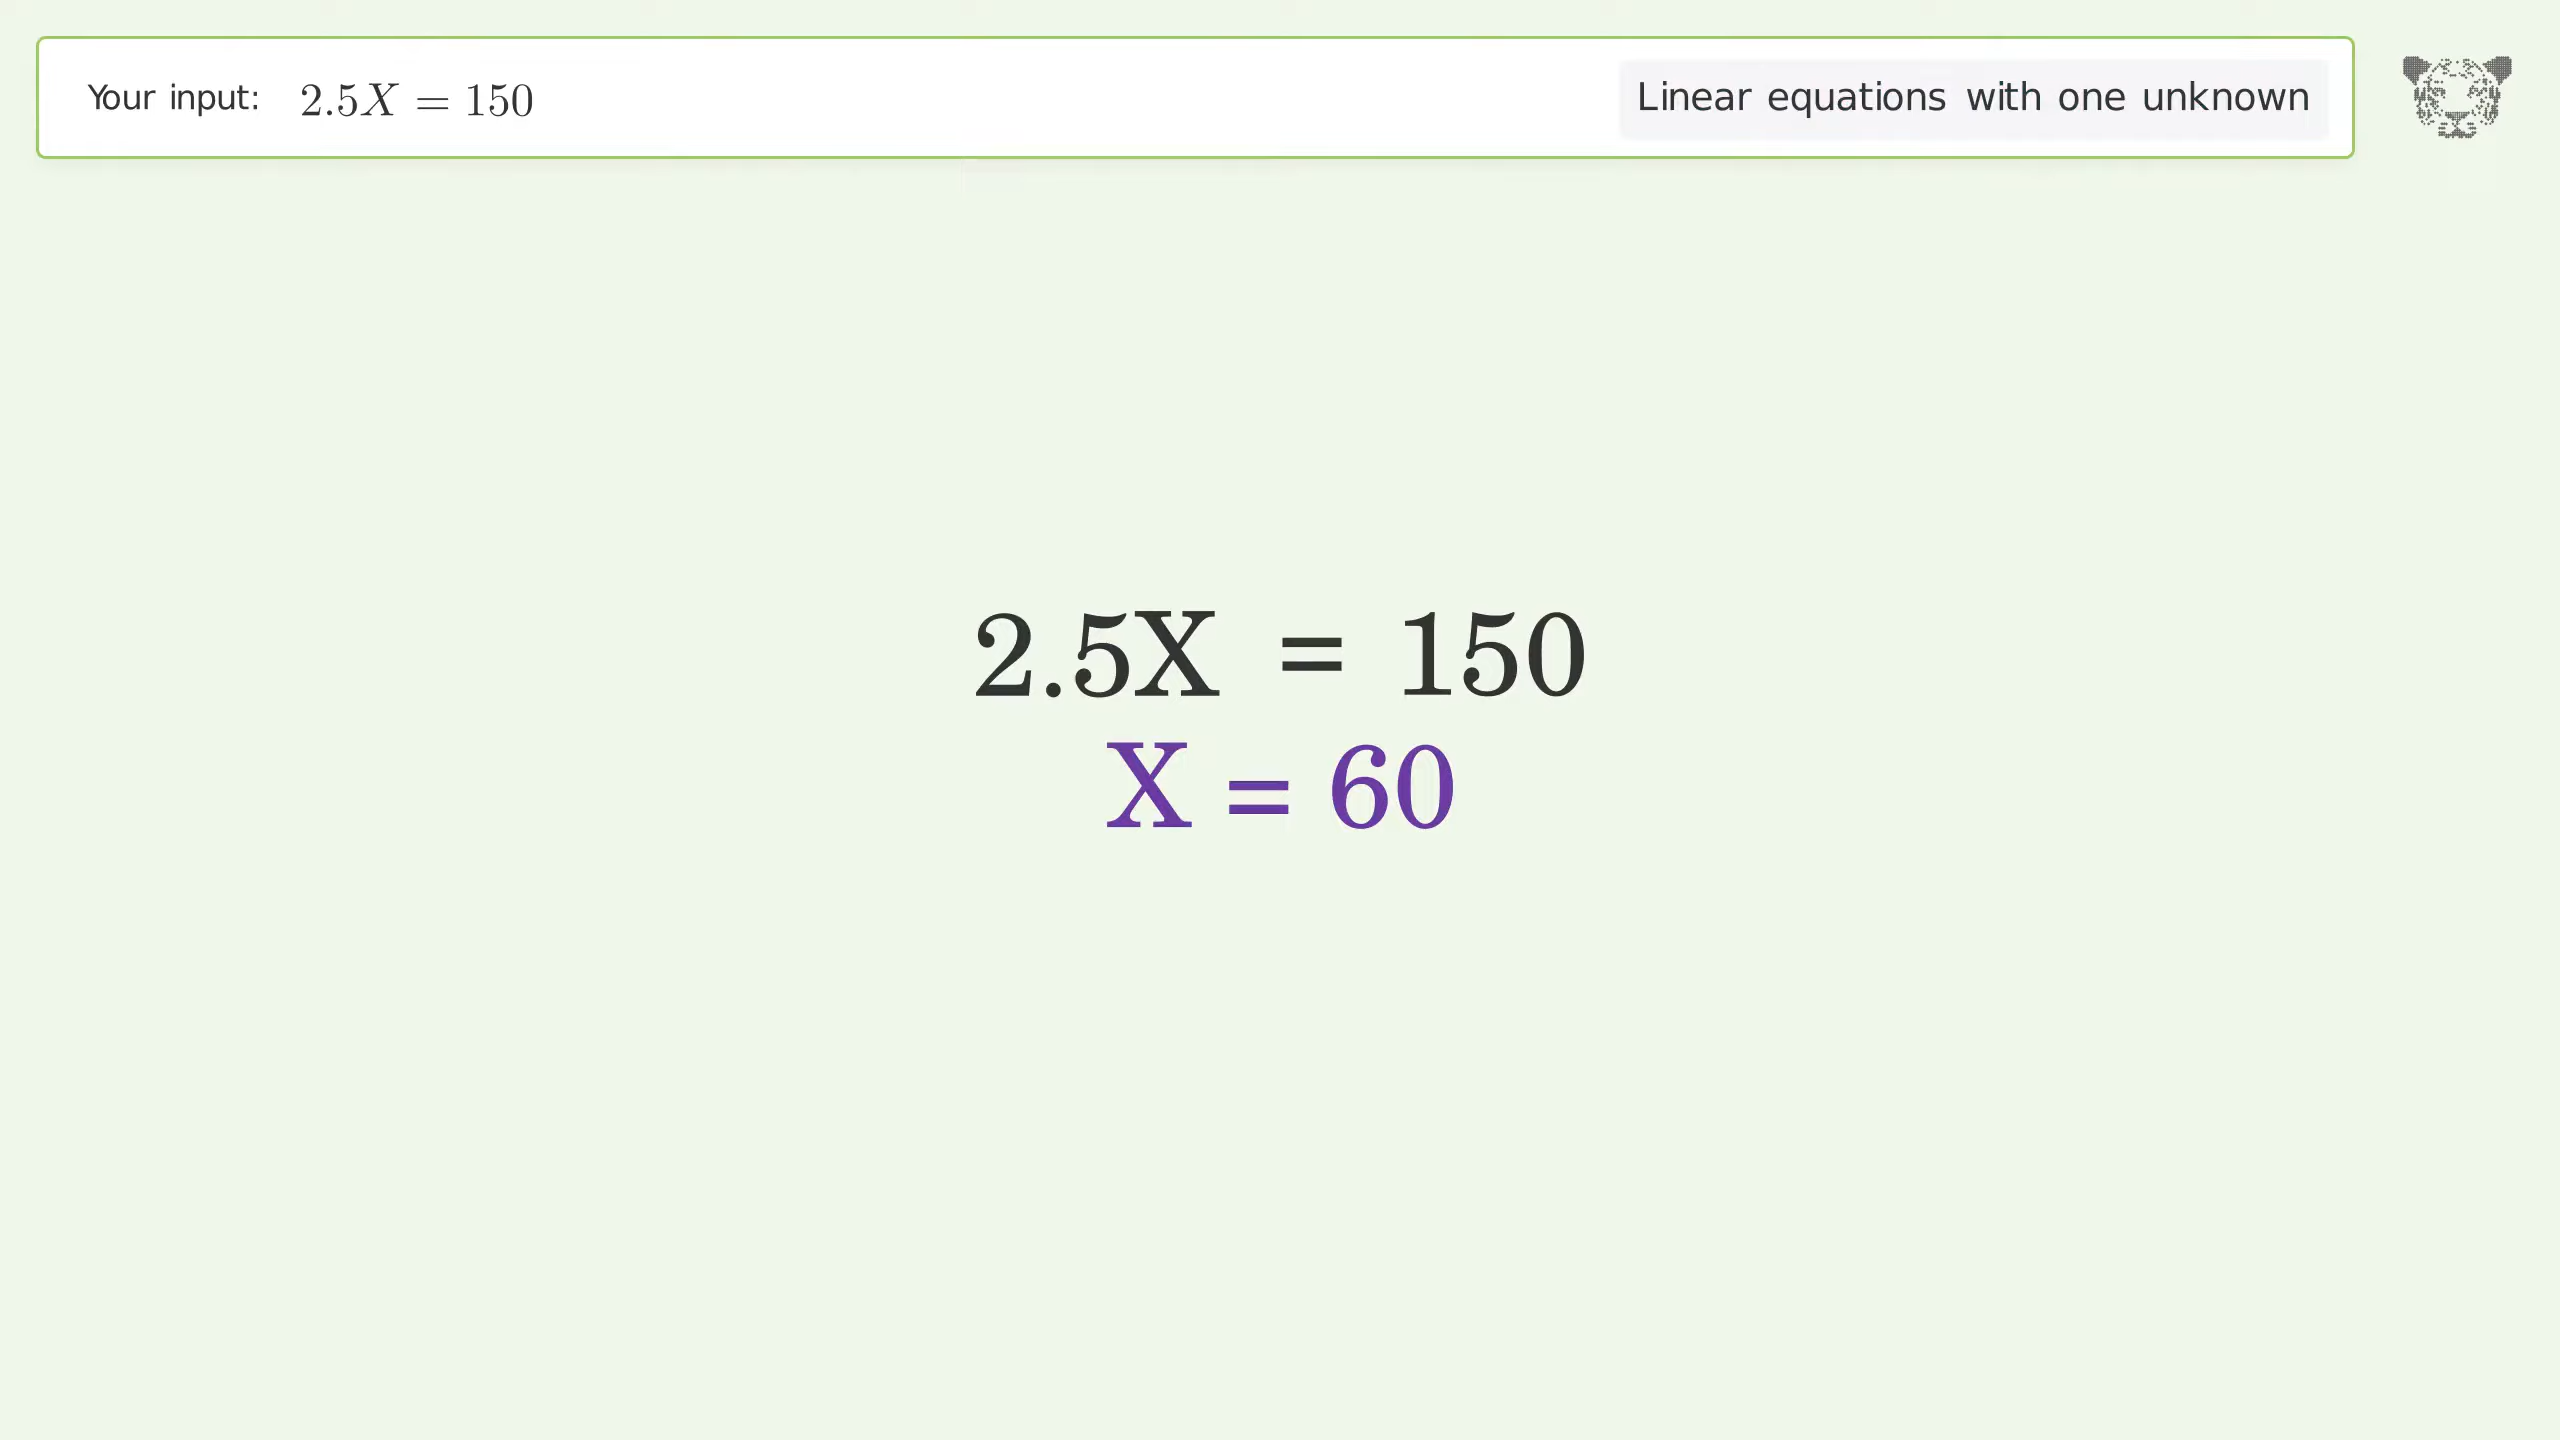 Your input: 2.5X = 150
Linear equations with one unknown
2.5X = 150
X = 60